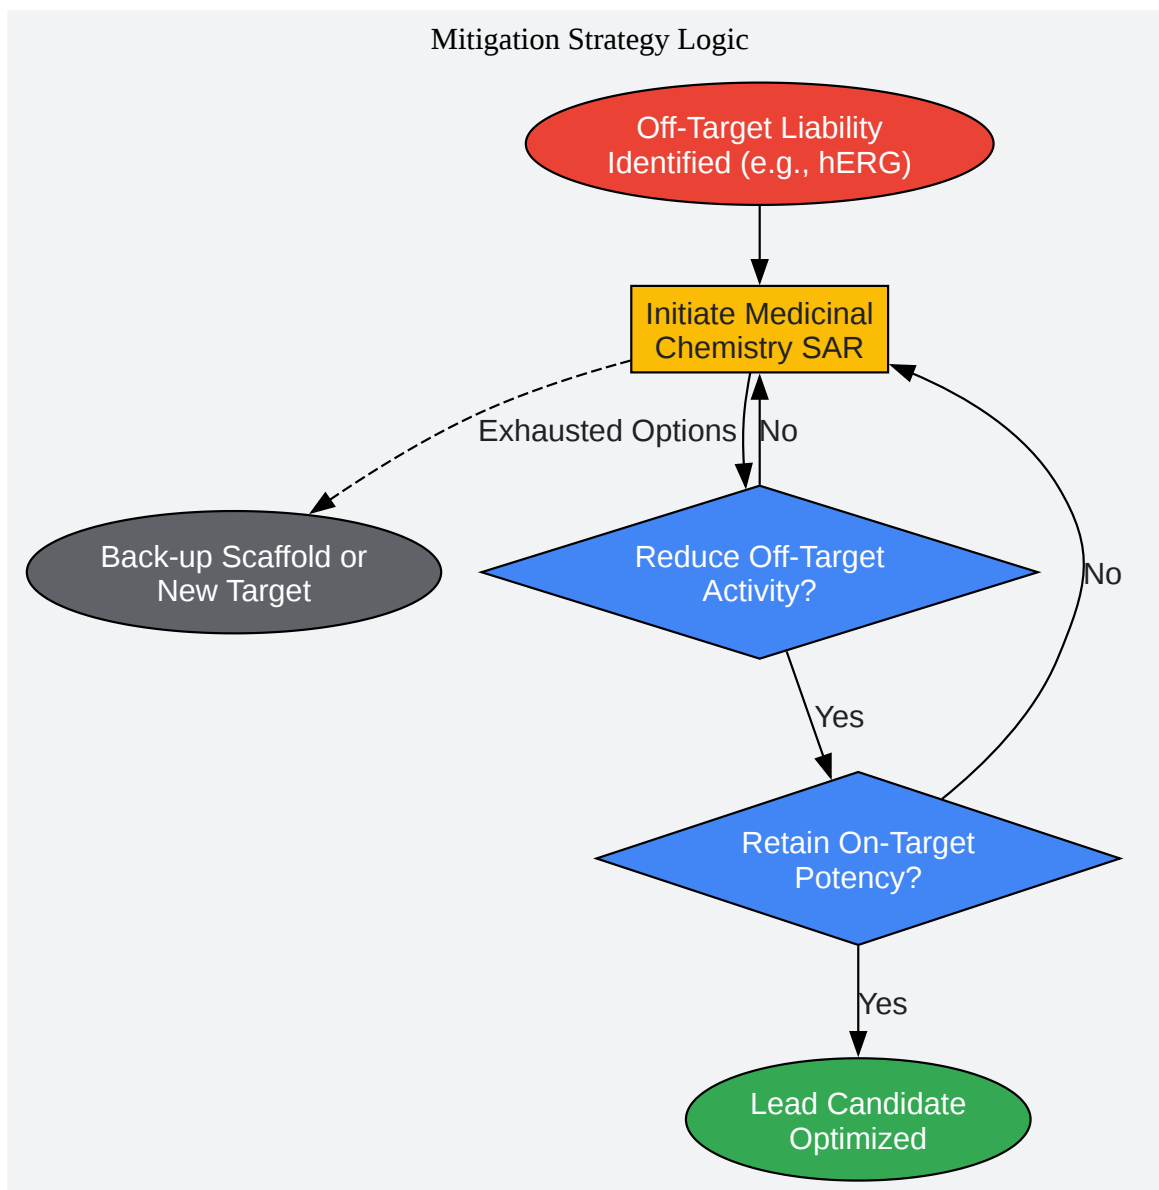 Mitigation Strategy Logic
Off-Target Liability
Identified (e.g., hERG)
Initiate Medicinal
Chemistry SAR
Exhausted Options
No
Back-up Scaffold or
New Target
Reduce Off-Target
Activity?
No
Yes
Retain On-Target
Potency?
Yes
Lead Candidate
Optimized